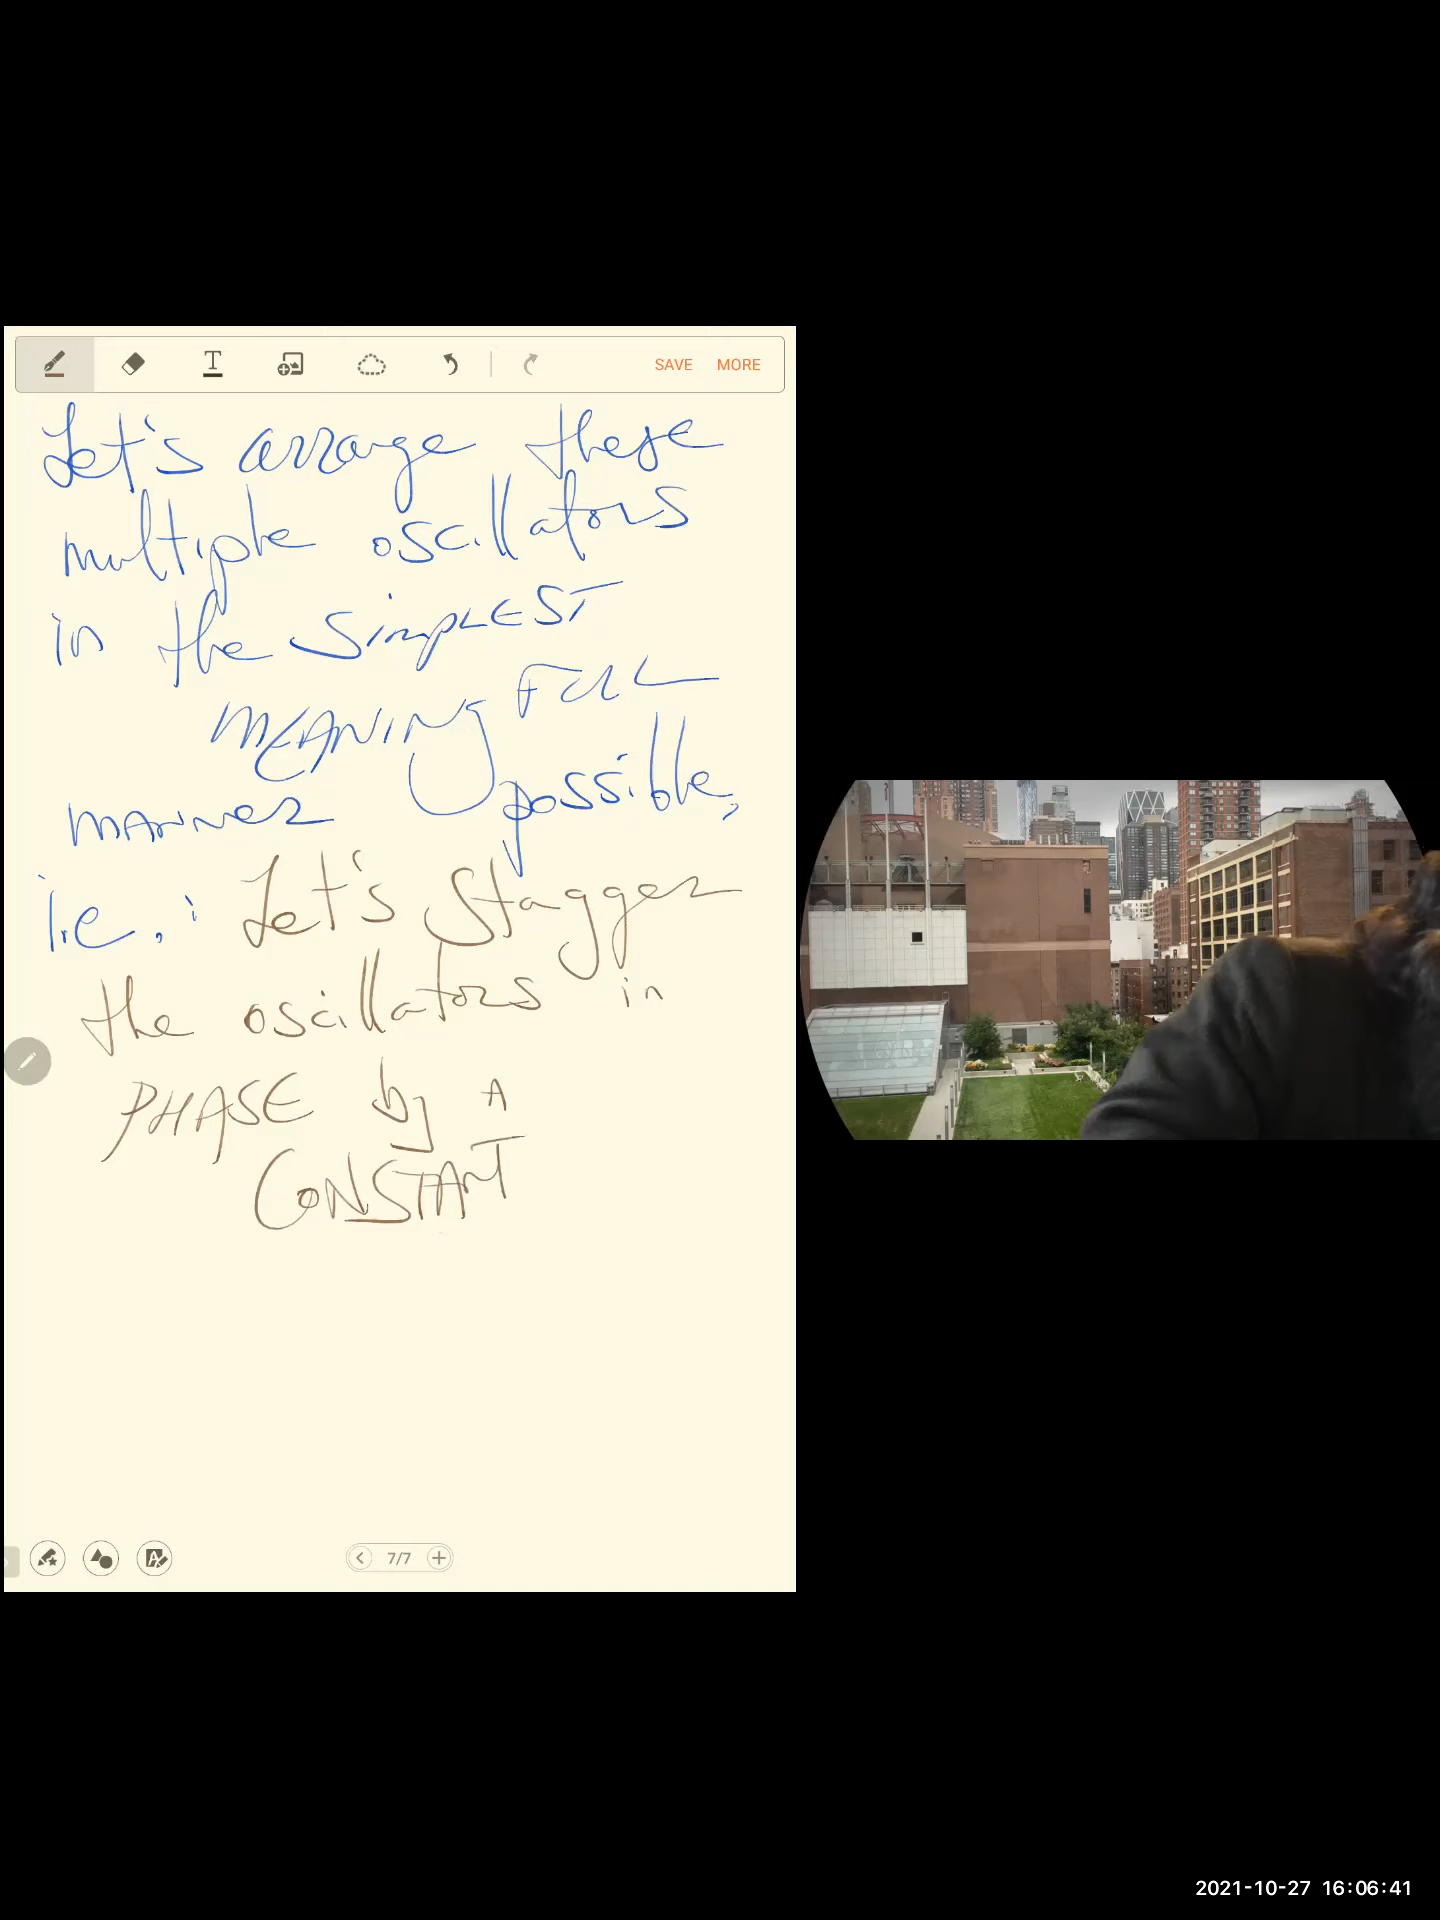 T
SAVE MORE
Let's arrange these
multiple oscillators
in the SIMPLEST
MEANINGFUL
MANNER possible,
i.e.: Let's stagger
the oscillators in
PHASE by A
CONSTANT
7/7
2021-10-27 16:06:41